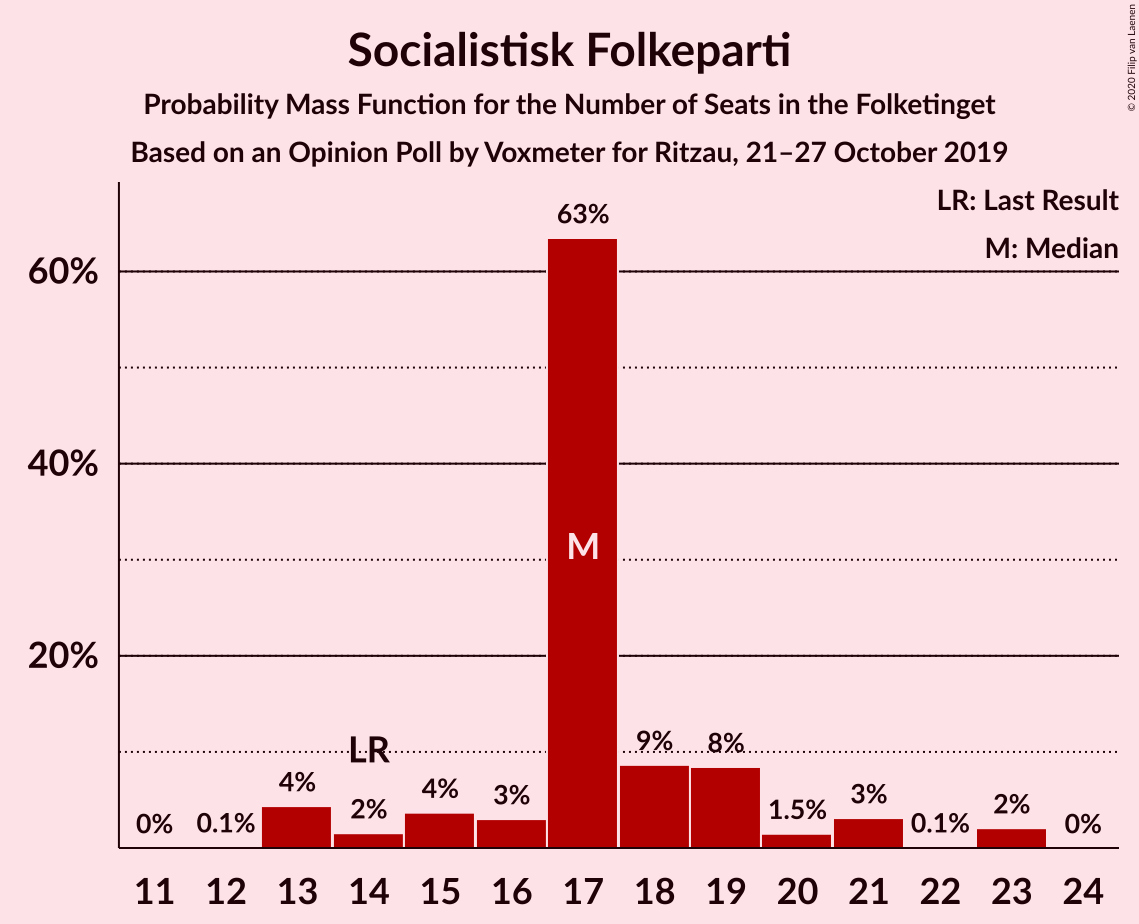 Socialistisk Folkeparti
Probability Mass Function for the Number of Seats in the Folketinget
Based on an Opinion Poll by Voxmeter for Ritzau, 21–27 October 2019
© 2020 Filip van Laenen
LR: Last Result
M: Median
60%
40%
20%
0%
0.1%
4%
LR
2%
4%
3%
63%
M
9%
8%
1.5%
3%
0.1%
2%
0%
11 12 13 14 15 16 17 18 19 20 21 22 23 24